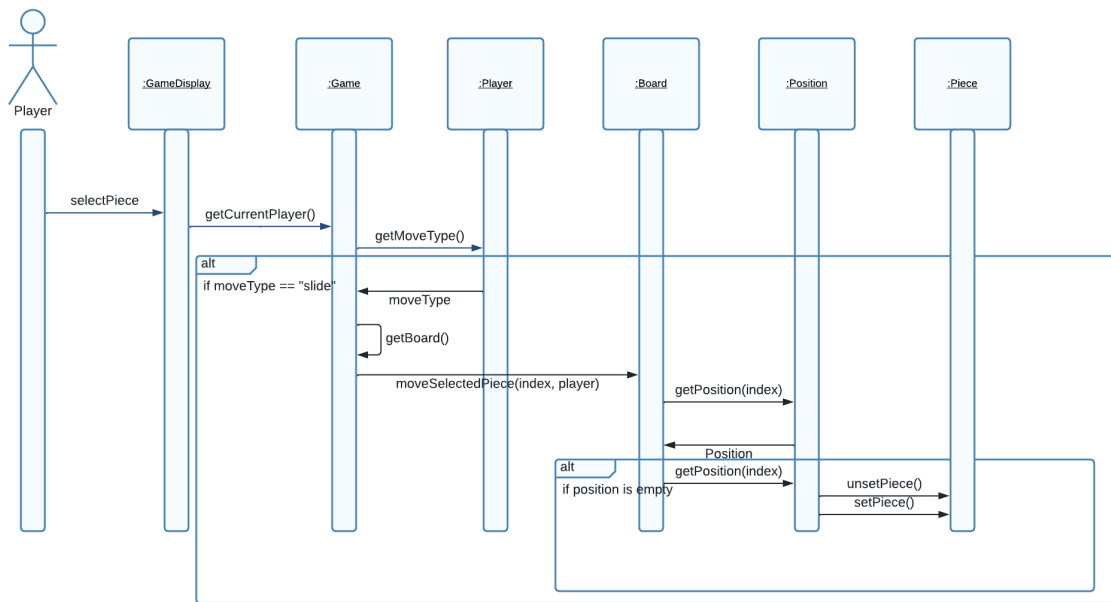 Player
:GameDisplay
:Game
:Player
:Board
:Position
:Piece
selectPiece
getCurrentPlayer()
getMoveType()
alt
if moveType == "slide"
moveType
getBoard()
moveSelectedPiece(index, player)
getPosition(index)
Position
alt
getPosition(index)
if position is empty
unsetPiece()
setPiece()